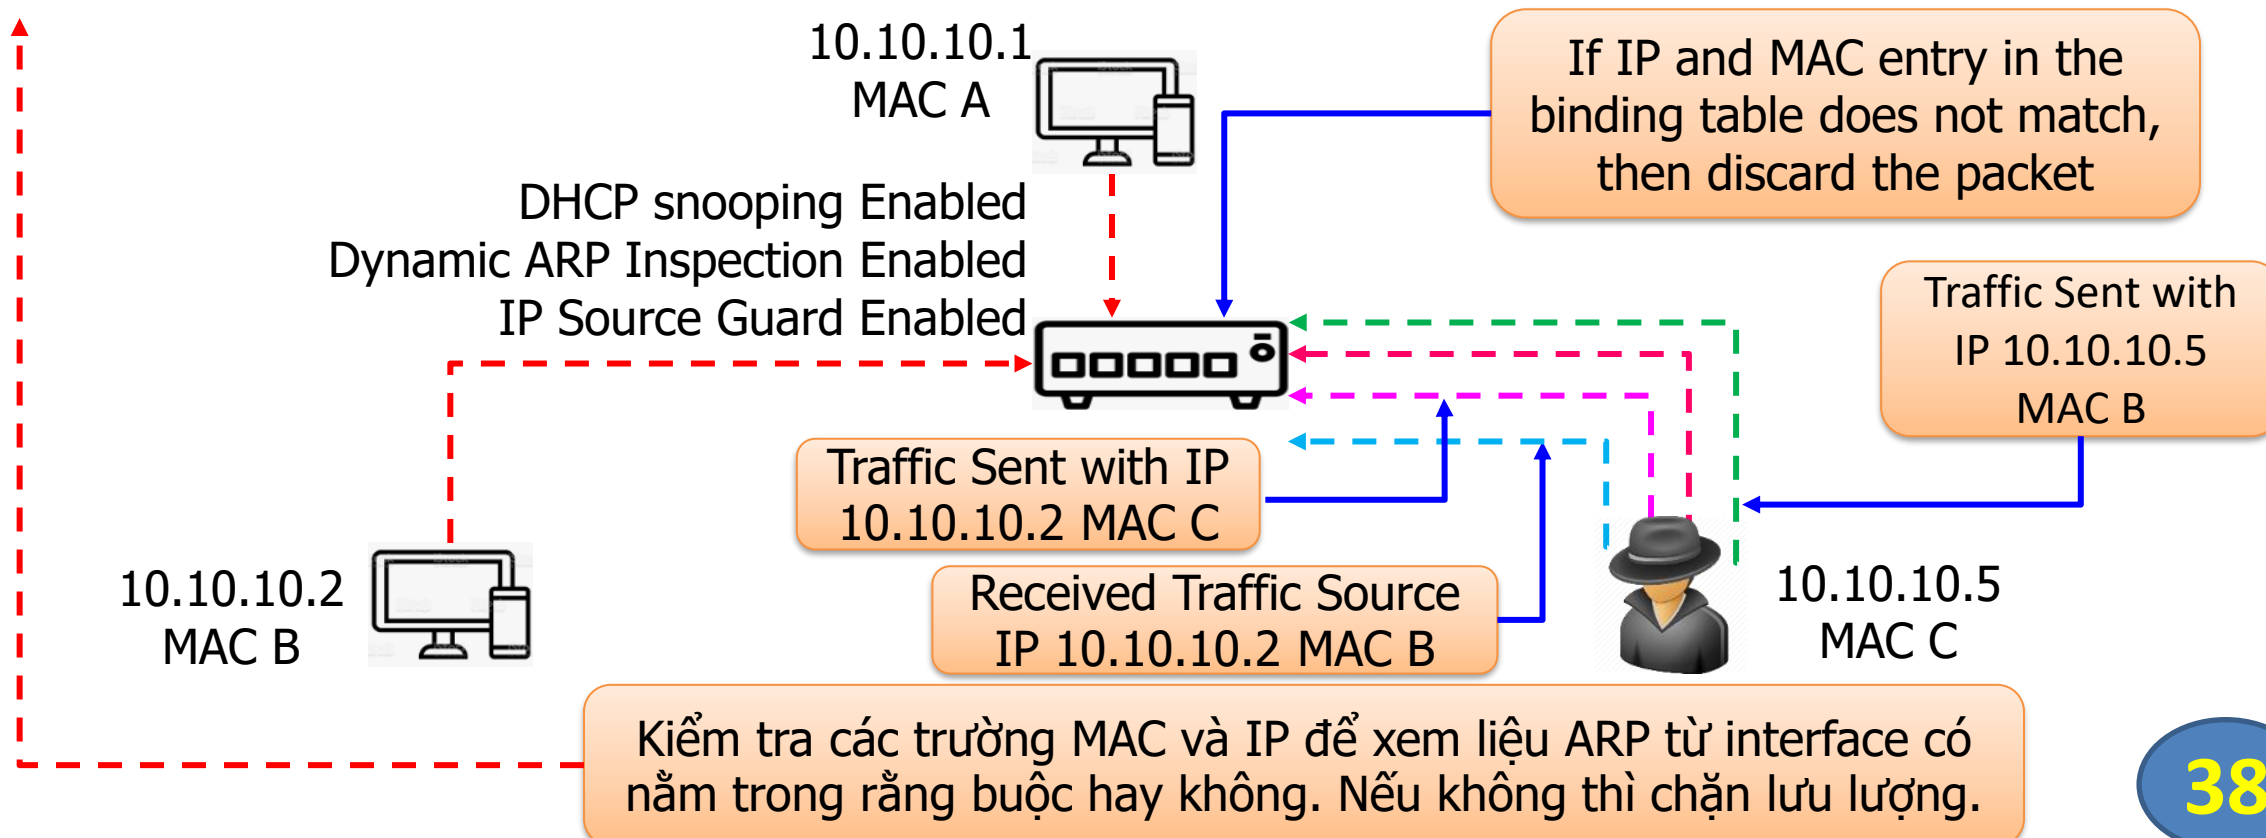 10.10.10.1
MAC A
If IP and MAC entry in the
binding table does not match,
then discard the packet
DHCP snooping Enabled
Dynamic ARP Inspection Enabled
IP Source Guard Enabled
Traffic Sent with
IP 10.10.10.5
MAC B
Traffic Sent with IP
10.10.10.2 MAC C
10.10.10.2
MAC B
Received Traffic Source
IP 10.10.10.2 MAC B
10.10.10.5
MAC C
Kiểm tra các trường MAC và IP để xem liệu ARP từ interface có
nằm trong rằng buộc hay không. Nếu không thì chặn lưu lượng.
38